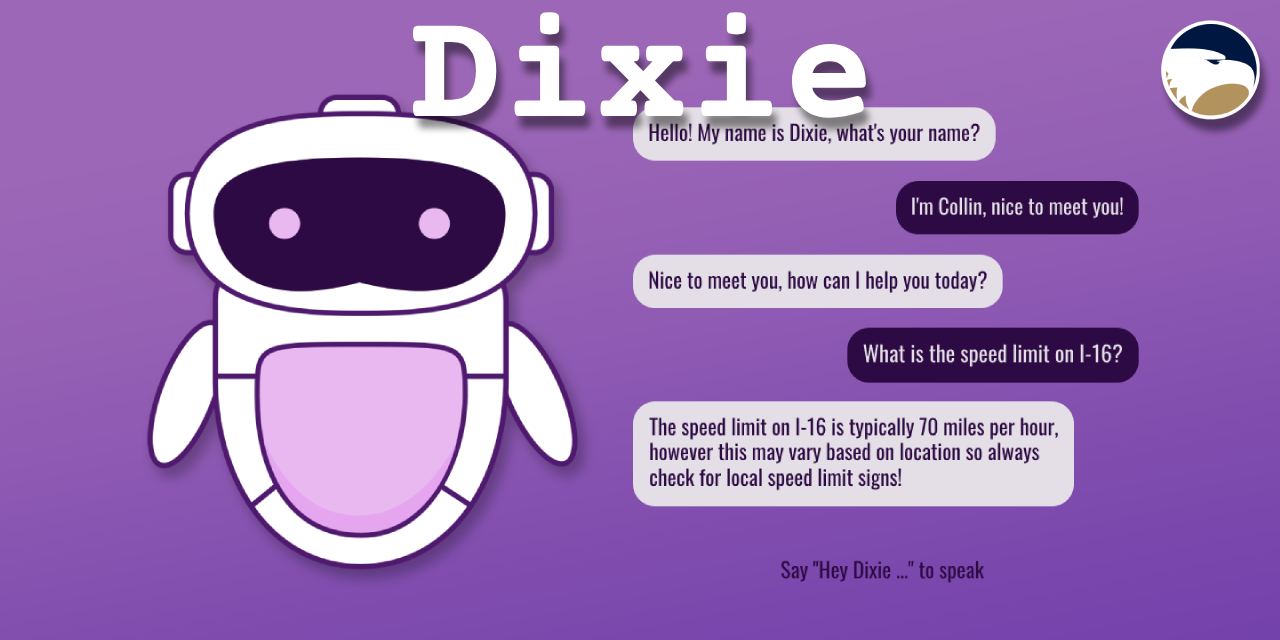 Dixie
Hello! My name is Dixie, what's your name?
I'm Collin, nice to meet you!
Nice to meet you, how can I help you today?
What is the speed limit on I-16?
The speed limit on I-16 is typically 70 miles per hour,
however this may vary based on location so always
check for local speed limit signs!
Say "Hey Dixie ..." to speak